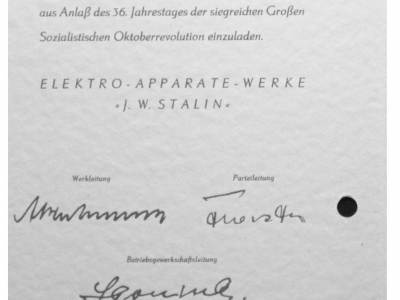 aus Anlaß des 36. Jahrestages der siegreichen Großen
Sozialistischen Oktoberrevolution einzuladen.
ELEKTRO-APPARATE-WERKE
»J. W. STALIN«
Werkleitung Parteileitung
Betriebsgewerkschaftsleitung